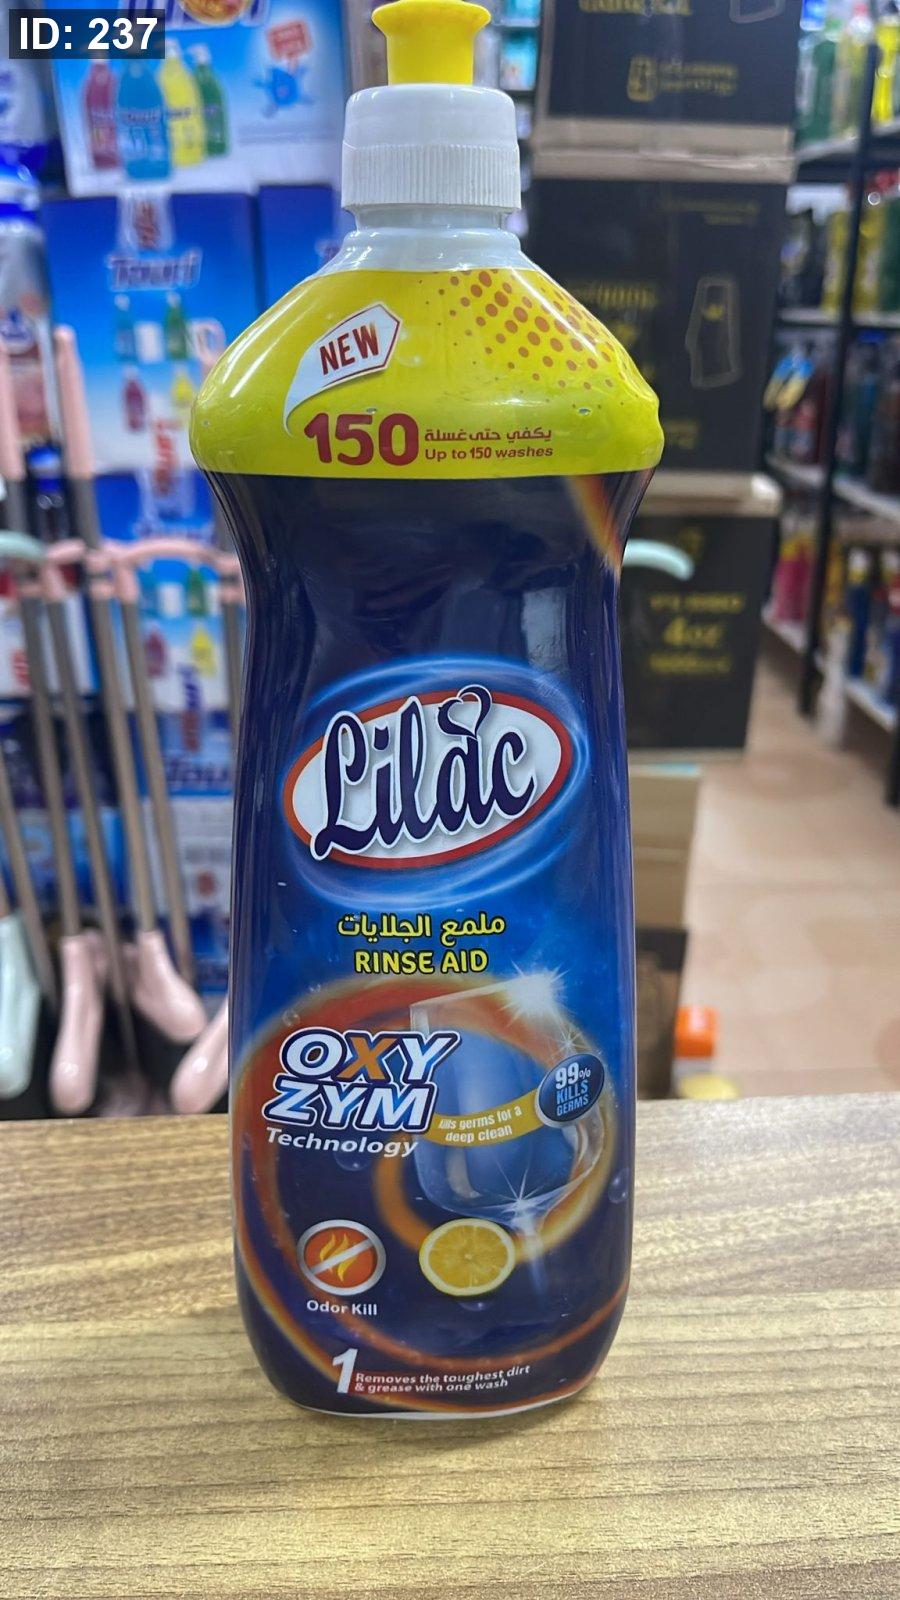 ID: 237
NEW
150
يكفي حتى غسلة
Up to 150 washes
Lilac
ملمع الجلايات
RINSE AID
OXY
ZYM
Technology
99%
KILLS
GERMS
kills germs for a
deep clean
Odor Kill
1 Removes the toughest dirt
& grease with one wash
4oz